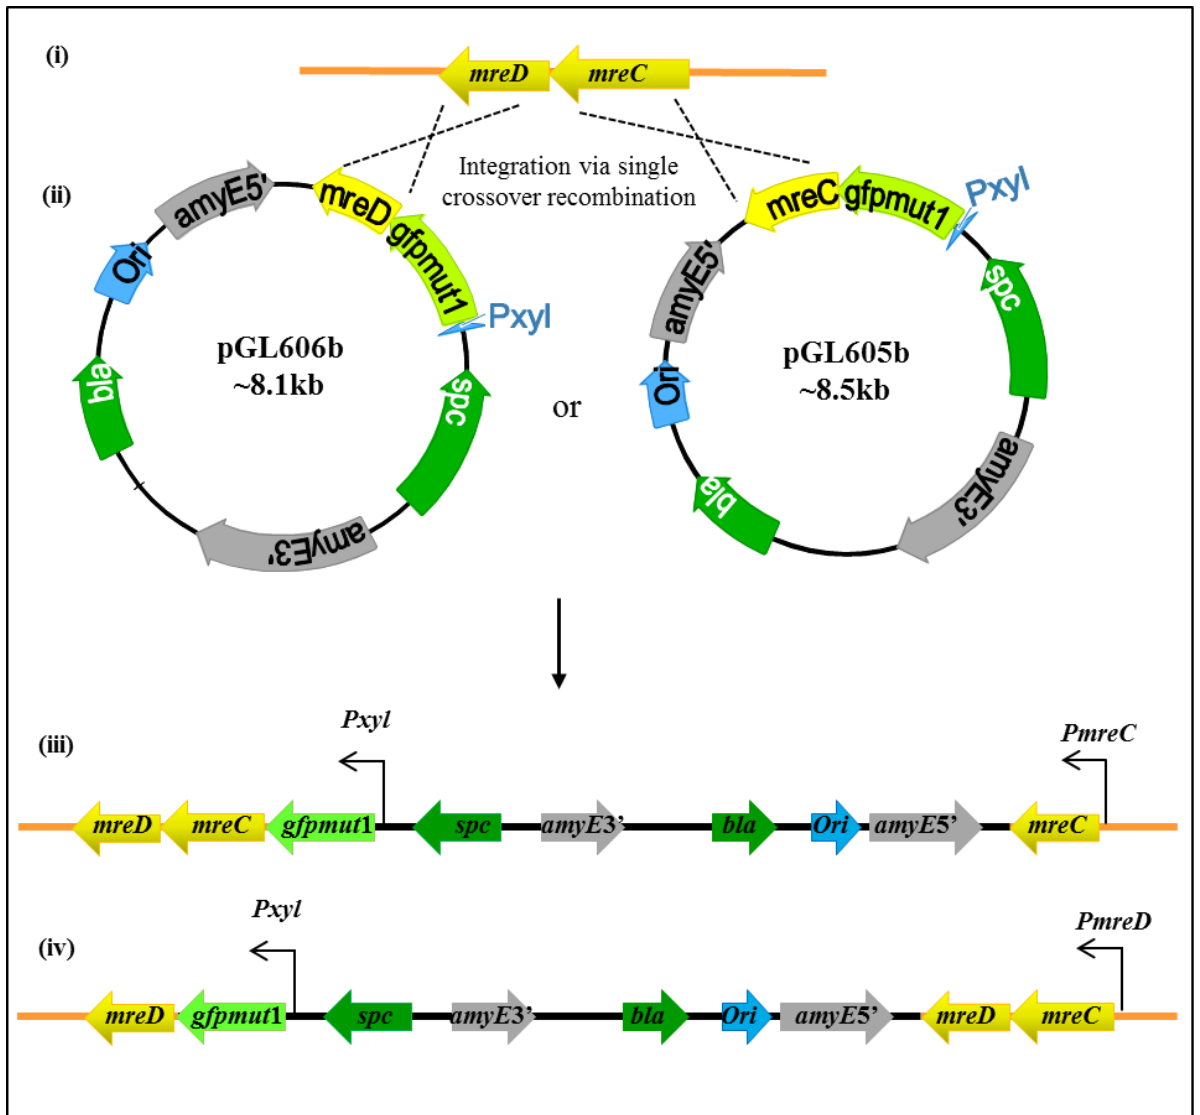 (i)
mreD
mreC
Integration via single
crossover recombination
(ii)
amyE5'
mreD
gfpmut1
Pxyl
spc
amyE3'
bla
Ori
pGL606b
~8.1kb
or
mreC
gfpmut1
Pxyl
spc
amyE3'
bla
Ori
amyE5'
pGL605b
~8.5kb
(iii)
Pxyl
PmreC
mreD
mreC
gfpmut1
spc
amyE3’
bla
Ori
amyE5’
mreC
(iv)
Pxyl
PmreD
mreD
gfpmut1
spc
amyE3’
bla
Ori
amyE5’
mreD
mreC